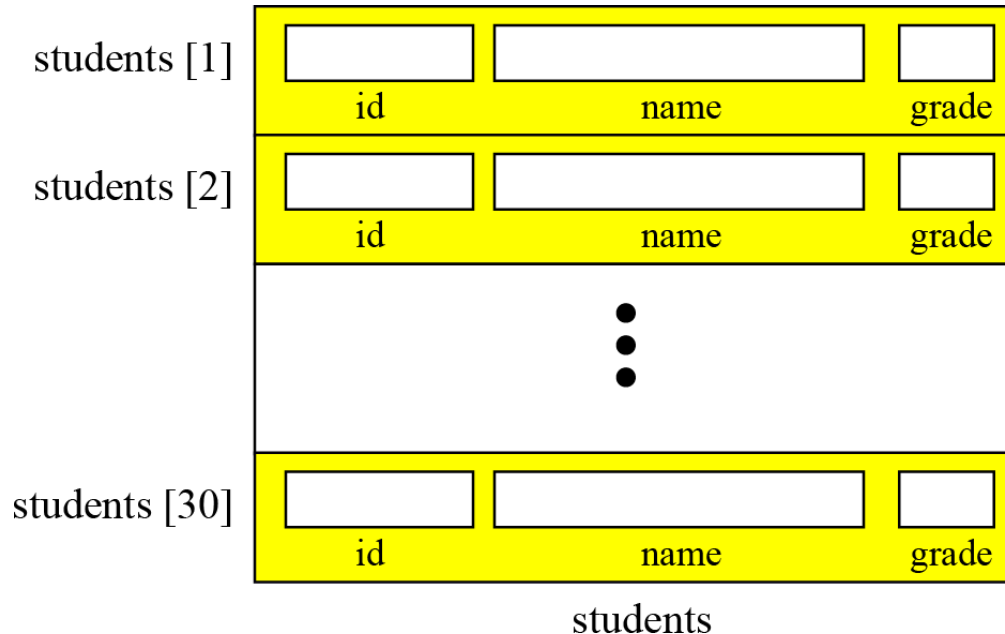 students [1]
id name grade
students [2]
id name grade
students [30]
id name grade
students